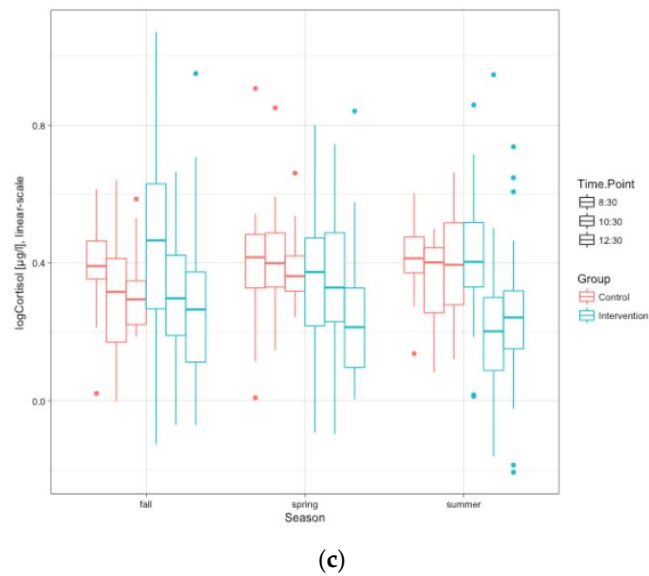 0.8
0.4
0.0
logCortisol [µg/l], linear-scale
fall
spring
summer
Season
Time.Point
8:30
10:30
12:30
Group
Control
Intervention
(c)